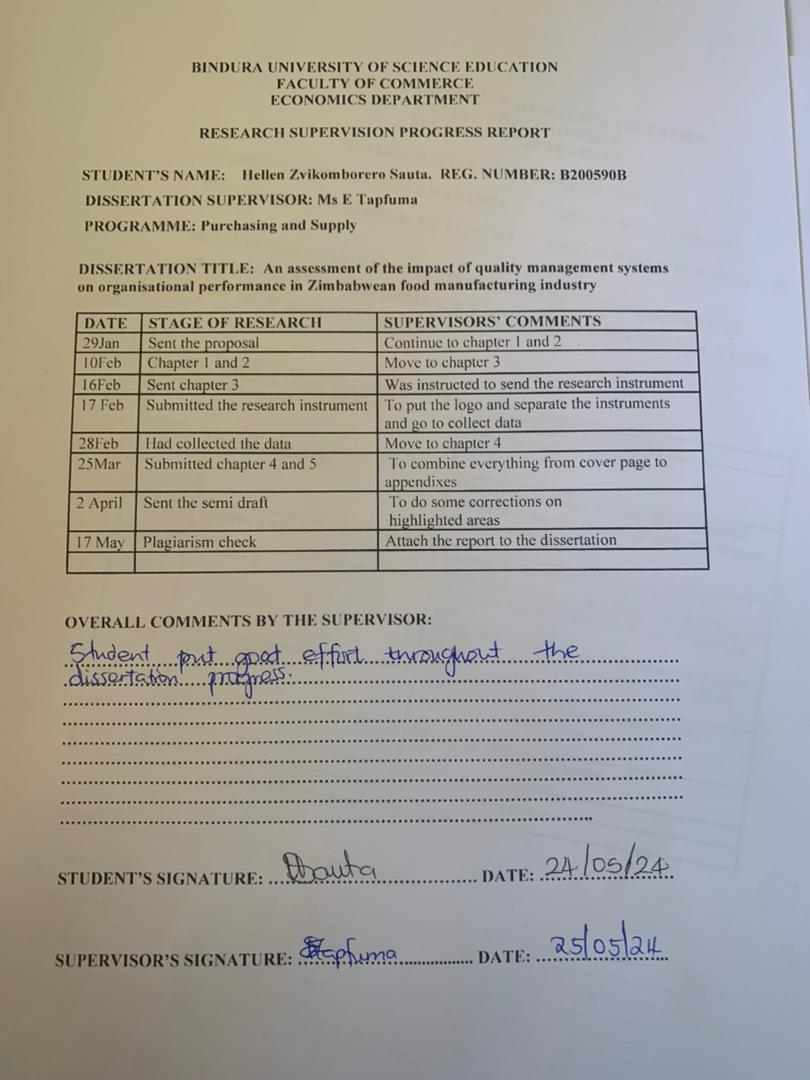 BINDURA UNIVERSITY OF SCIENCE EDUCATION
FACULTY OF COMMERCE
ECONOMICS DEPARTMENT
RESEARCH SUPERVISION PROGRESS REPORT
STUDENT'S NAME: Hellen Zvikomborero Sauta. REG. NUMBER: B200590B
DISSERTATION SUPERVISOR: Ms E Tapfuma
PROGRAMME: Purchasing and Supply
DISSERTATION TITLE: An assessment of the impact of quality management systems
on organisational performance in Zimbabwean food manufacturing industry
DATE STAGE OF RESEARCH SUPERVISORS' COMMENTS
29Jan Sent the proposal Continue to chapter 1 and 2
10Feb Chapter 1 and 2 Move to chapter 3
16Feb Sent chapter 3 Was instructed to send the research instrument
17 Feb Submitted the research instrument To put the logo and separate the instruments
and go to collect data
28Feb Had collected the data Move to chapter 4
25Mar Submitted chapter 4 and 5 To combine everything from cover page to
appendixes
2 April Sent the semi draft To do some corrections on
highlighted areas
17 May Plagiarism check Attach the report to the dissertation
OVERALL COMMENTS BY THE SUPERVISOR:
Student put good effort throughout the
dissertation progress.
STUDENT'S SIGNATURE: DATE: 24/05/24
SUPERVISOR'S SIGNATURE: Etapfuma DATE: 25/05/24